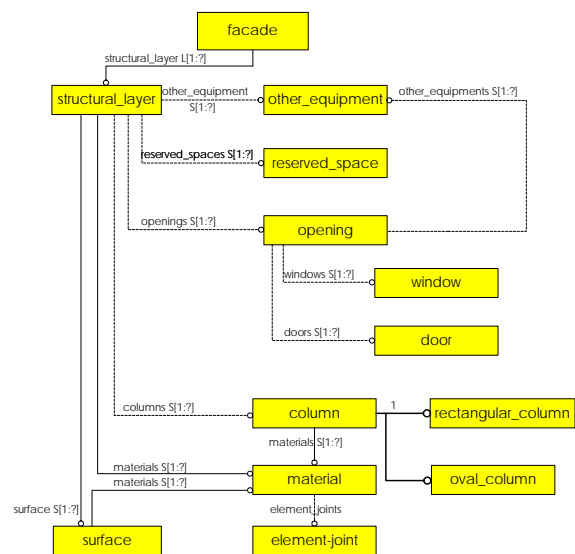 facade
structural_layer L[1:?]
structural_layer
other_equipment
S[1:?]
other_equipment
other_equipments S[1:?]
reserved_spaces S[1:?]
reserved_space
openings S[1:?]
opening
windows S[1:?]
window
doors S[1:?]
door
columns S[1:?]
column
1
rectangular_column
materials S[1:?]
materials S[1:?]
material
oval_column
materials S[1:?]
surface S[1:?]
element_joints
surface
element-joint